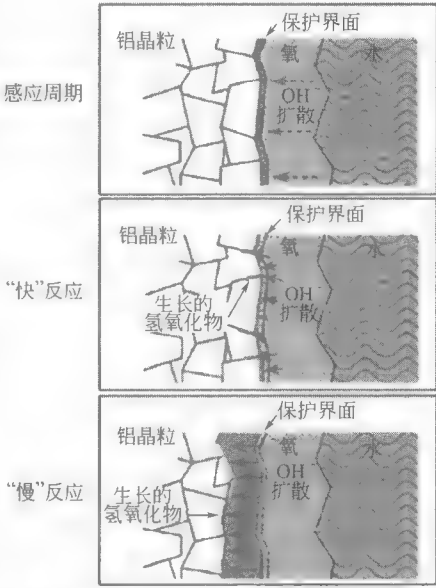 感应周期
铝晶粒
保护界面
氧
水
OH
扩散
“快”反应
铝晶粒
保护界面
氧
水
生长的
氢氧化物
OH
扩散
“慢”反应
铝晶粒
保护界面
氧
水
生长的
氢氧化物
OH
扩散